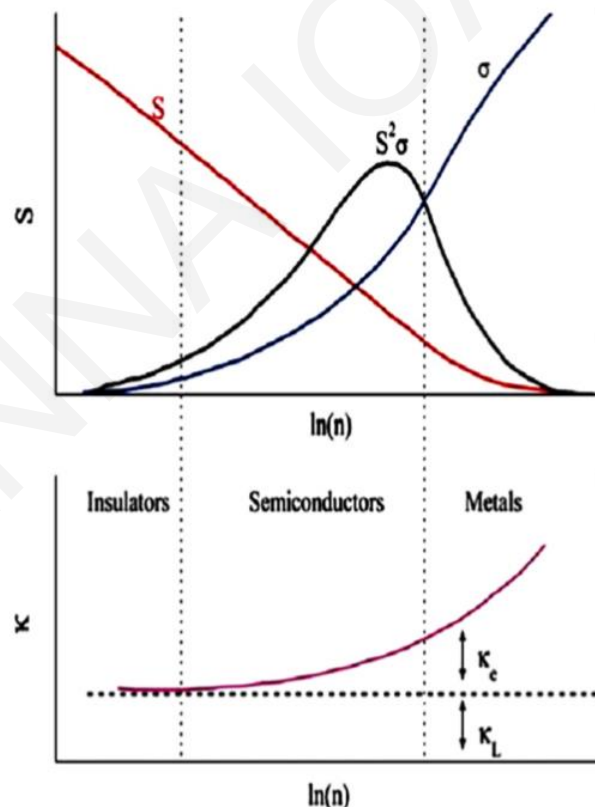 S
σ
S²σ
S
ln(n)
Insulators Semiconductors Metals
κ
κe
κL
ln(n)